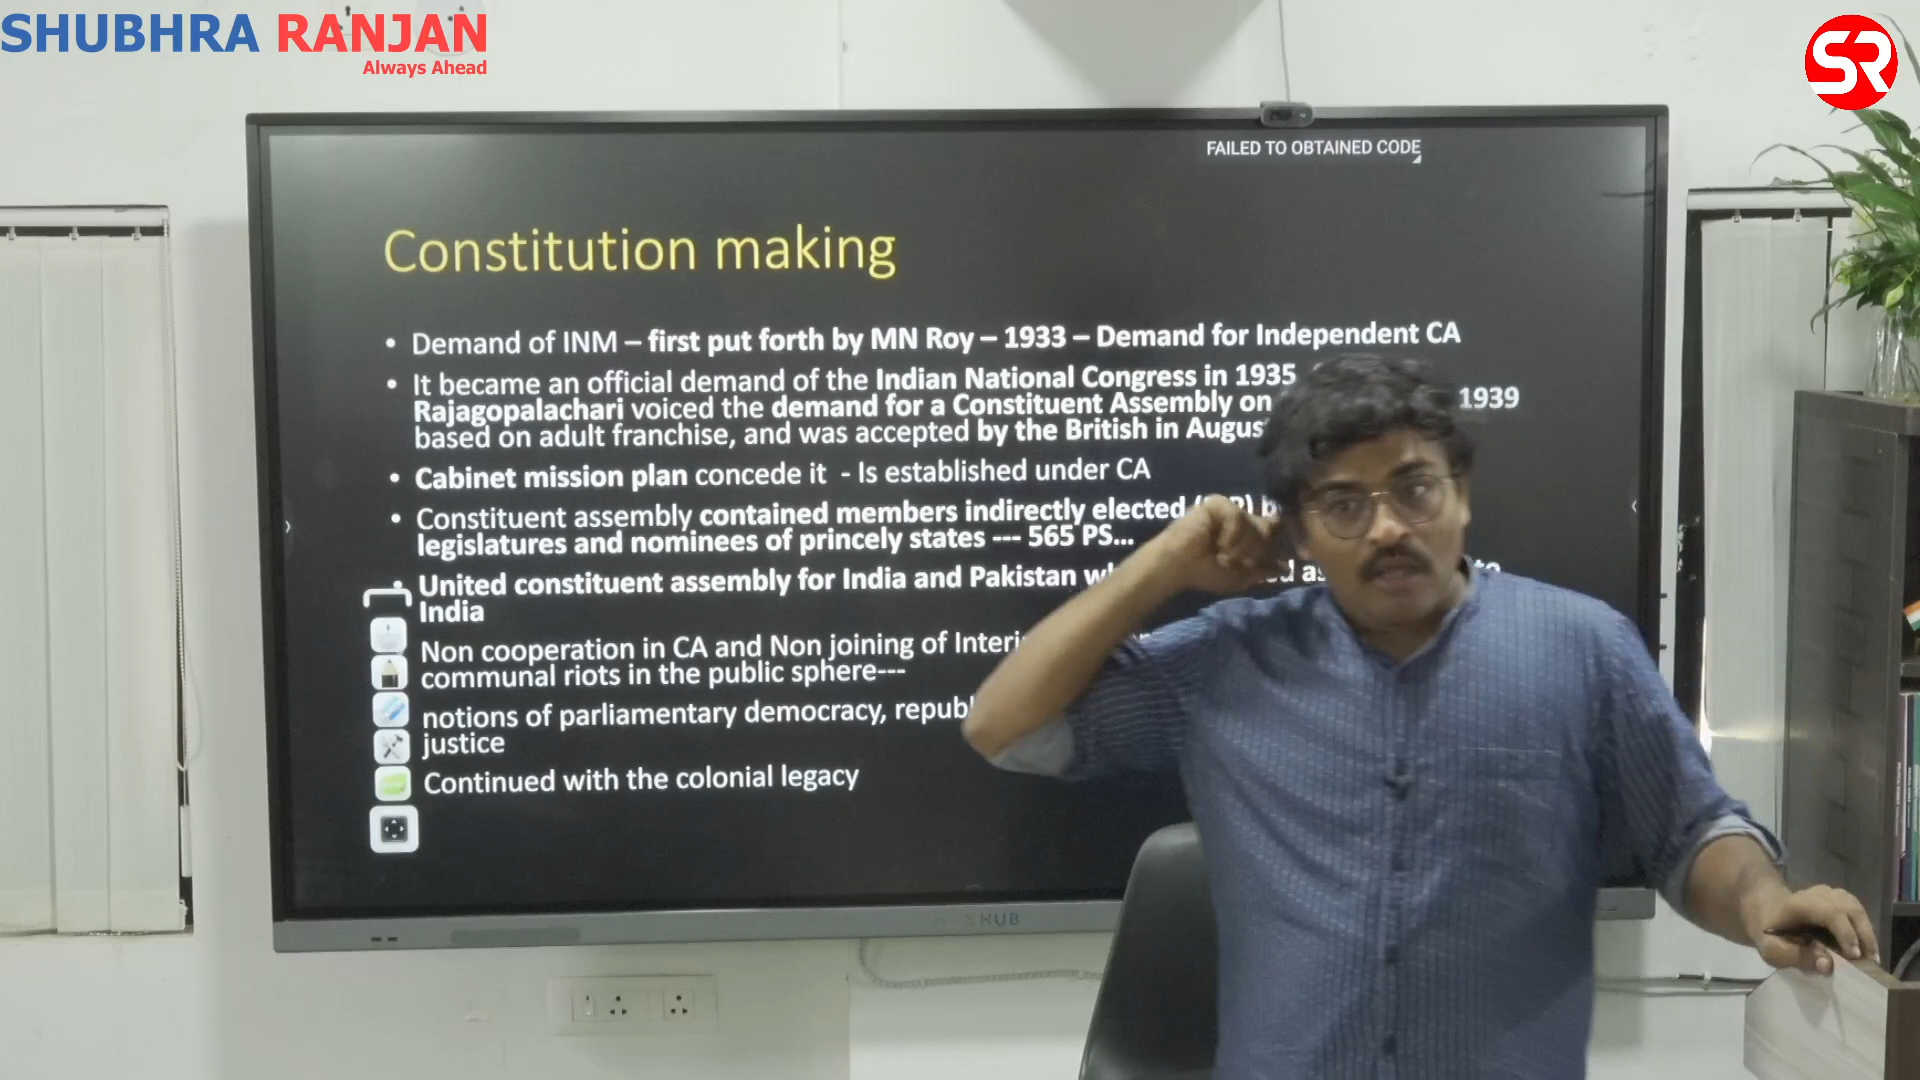 SHUBHRA RANJAN
Always Ahead
SR
FAILED TO OBTAINED CODE
Constitution making
• Demand of INM – first put forth by MN Roy – 1933 – Demand for Independent CA
• It became an official demand of the Indian National Congress in 1935
Rajagopalachari voiced the demand for a Constituent Assembly on 1939
based on adult franchise, and was accepted by the British in
• Cabinet mission plan concede it - Is established under CA
• Constituent assembly contained members indirectly elected
legislatures and nominees of princely states --- 565 PS...
• United constituent assembly for India and Pakistan
India
Non cooperation in CA and Non joining of
communal riots in the public sphere---
notions of parliamentary democracy,
justice
Continued with the colonial legacy
HUB